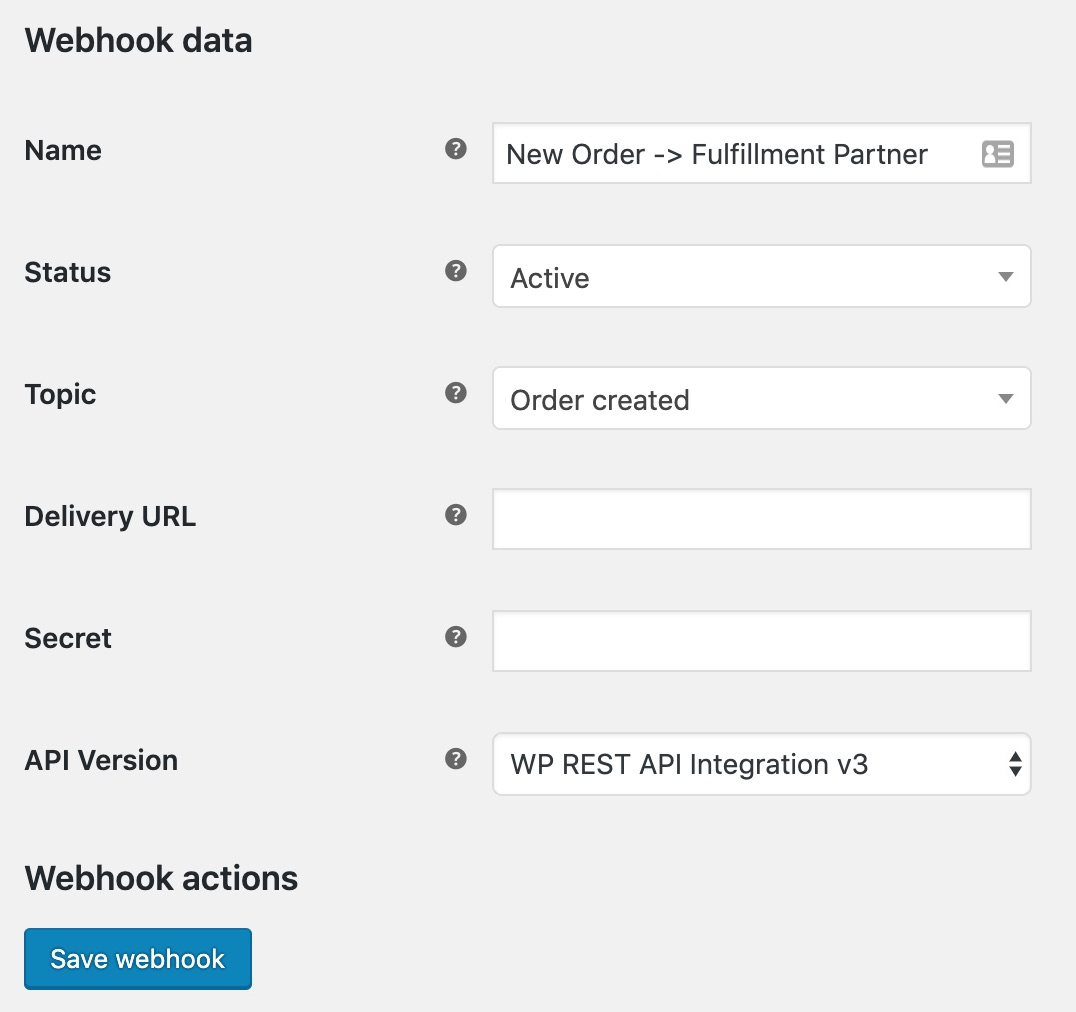 Webhook data
Name ? New Order -> Fulfillment Partner
Status ? Active
Topic ? Order created
Delivery URL ?
Secret ?
API Version ? WP REST API Integration v3
Webhook actions
Save webhook